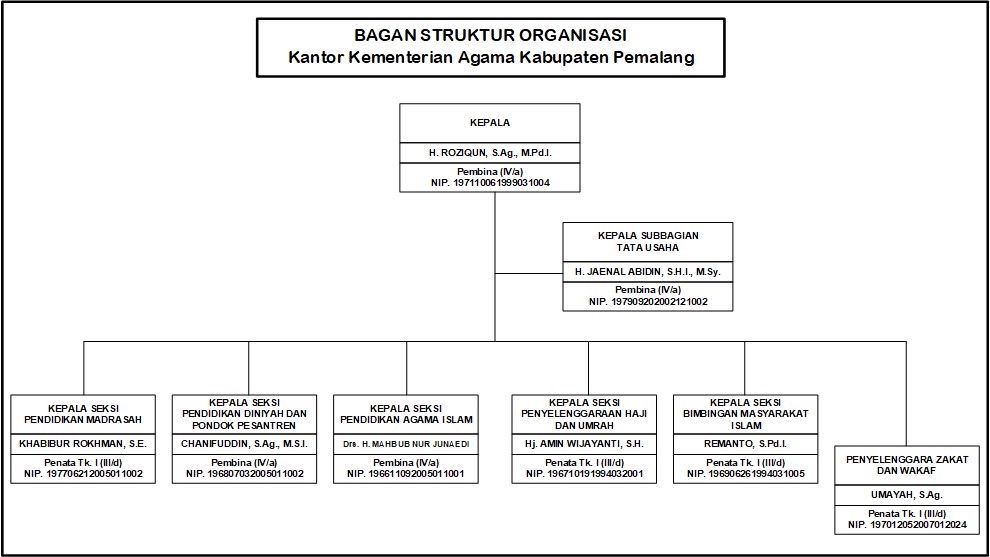 BAGAN STRUKTUR ORGANISASI
Kantor Kementerian Agama Kabupaten Pemalang
KEPALA
H. ROZIQUN, S.Ag., M.Pd.I.
Pembina (IV/a)
NIP. 197110061999031004
KEPALA SUBBAGIAN
TATA USAHA
H. JAENAL ABIDIN, S.H.I., M.Sy.
Pembina (IV/a)
NIP. 197909202002121002
KEPALA SEKSI
PENDIDIKAN MADRASAH
KHABIBUR ROKHMAN, S.E.
Penata Tk. I (III/d)
NIP. 197706212005011002
KEPALA SEKSI
PENDIDIKAN DINIYAH DAN
PONDOK PESANTREN
CHANIFUDDIN, S.Ag., M.S.I.
Pembina (IV/a)
NIP. 196807032005011002
KEPALA SEKSI
PENDIDIKAN AGAMA ISLAM
Drs. H. MAHBUB NUR JUNAEDI
Pembina (IV/a)
NIP. 196611092005011001
KEPALA SEKSI
PENYELENGGARAAN HAJI
DAN UMRAH
Hj. AMIN WIJAYANTI, S.H.
Penata Tk. I (III/d)
NIP. 196710191994032001
KEPALA SEKSI
BIMBINGAN MASYARAKAT
ISLAM
REMANTO, S.Pd.I.
Penata Tk. I (III/d)
NIP. 196906261994031005
PENYELENGGARA ZAKAT
DAN WAKAF
UMAYAH, S.Ag.
Penata Tk. I (III/d)
NIP. 197012052007012024